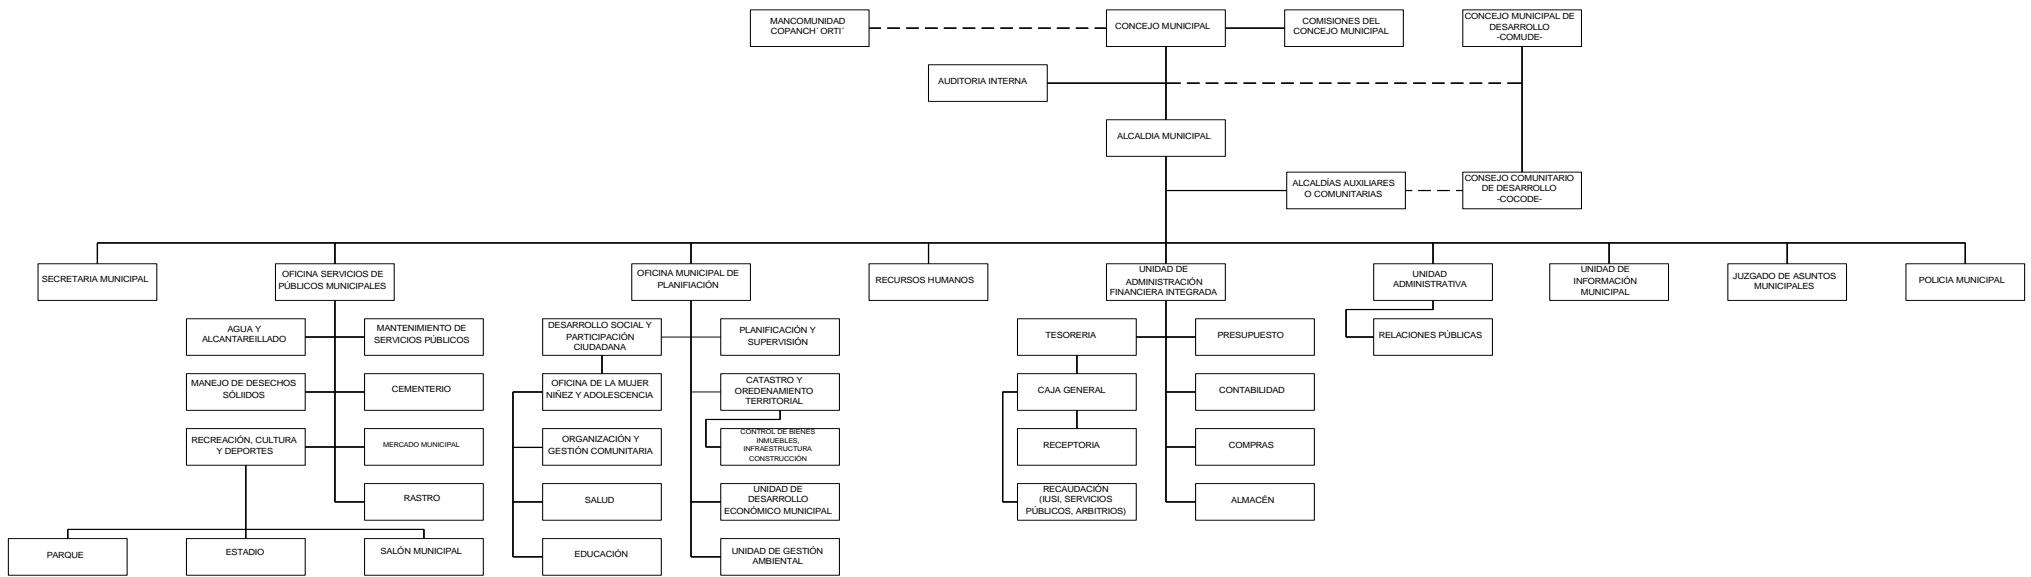 MANCOMUNIDAD
COPANCH´ORTI´
CONCEJO MUNICIPAL
COMISIONES DEL
CONCEJO MUNICIPAL
CONCEJO MUNICIPAL DE
DESARROLLO
-COMUDE-
AUDITORIA INTERNA
ALCALDIA MUNICIPAL
ALCALDÍAS AUXILIARES
O COMUNITARIAS
CONSEJO COMUNITARIO
DE DESARROLLO
-COCODE-
SECRETARIA MUNICIPAL
OFICINA SERVICIOS DE
PÚBLICOS MUNICIPALES
OFICINA MUNICIPAL DE
PLANIFIACIÓN
RECURSOS HUMANOS
UNIDAD DE
ADMINISTRACIÓN
FINANCIERA INTEGRADA
UNIDAD
ADMINISTRATIVA
UNIDAD DE
INFORMACIÓN
MUNICIPAL
JUZGADO DE ASUNTOS
MUNICIPALES
POLICIA MUNICIPAL
AGUA Y
ALCANTAREILLADO
MANTENIMIENTO DE
SERVICIOS PÚBLICOS
DESARROLLO SOCIAL Y
PARTICIPACIÓN
CIUDADANA
PLANIFICACIÓN Y
SUPERVISIÓN
TESORERIA
PRESUPUESTO
RELACIONES PÚBLICAS
MANEJO DE DESECHOS
SÓLIIDOS
CEMENTERIO
OFICINA DE LA MUJER
NIÑEZ Y ADOLESCENCIA
CATASTRO Y
OREDENAMIENTO
TERRITORIAL
CAJA GENERAL
CONTABILIDAD
RECREACIÓN, CULTURA
Y DEPORTES
MERCADO MUNICIPAL
ORGANIZACIÓN Y
GESTIÓN COMUNITARIA
CONTROL DE BIENES
INMUEBLES,
INFRAESTRUCTURA
CONSTRUCCIÓN
RECEPTORIA
COMPRAS
RASTRO
SALUD
UNIDAD DE
DESARROLLO
ECONÓMICO MUNICIPAL
RECAUDACIÓN
(IUSI, SERVICIOS
PÚBLICOS, ARBITRIOS)
ALMACÉN
PARQUE
ESTADIO
SALÓN MUNICIPAL
EDUCACIÓN
UNIDAD DE GESTIÓN
AMBIENTAL